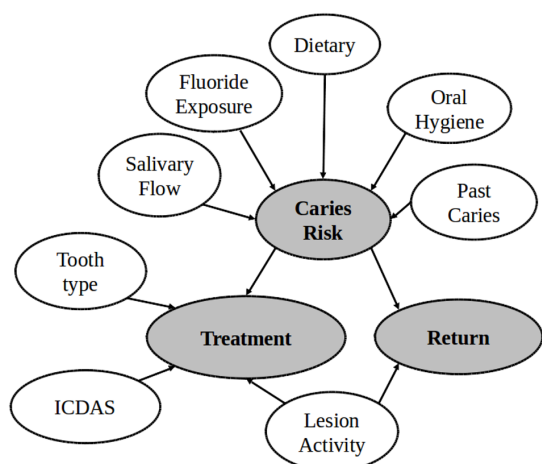 Dietary
Fluoride
Exposure
Oral
Hygiene
Salivary
Flow
Past
Caries
Caries
Risk
Tooth
type
Treatment
Return
ICDAS
Lesion
Activity